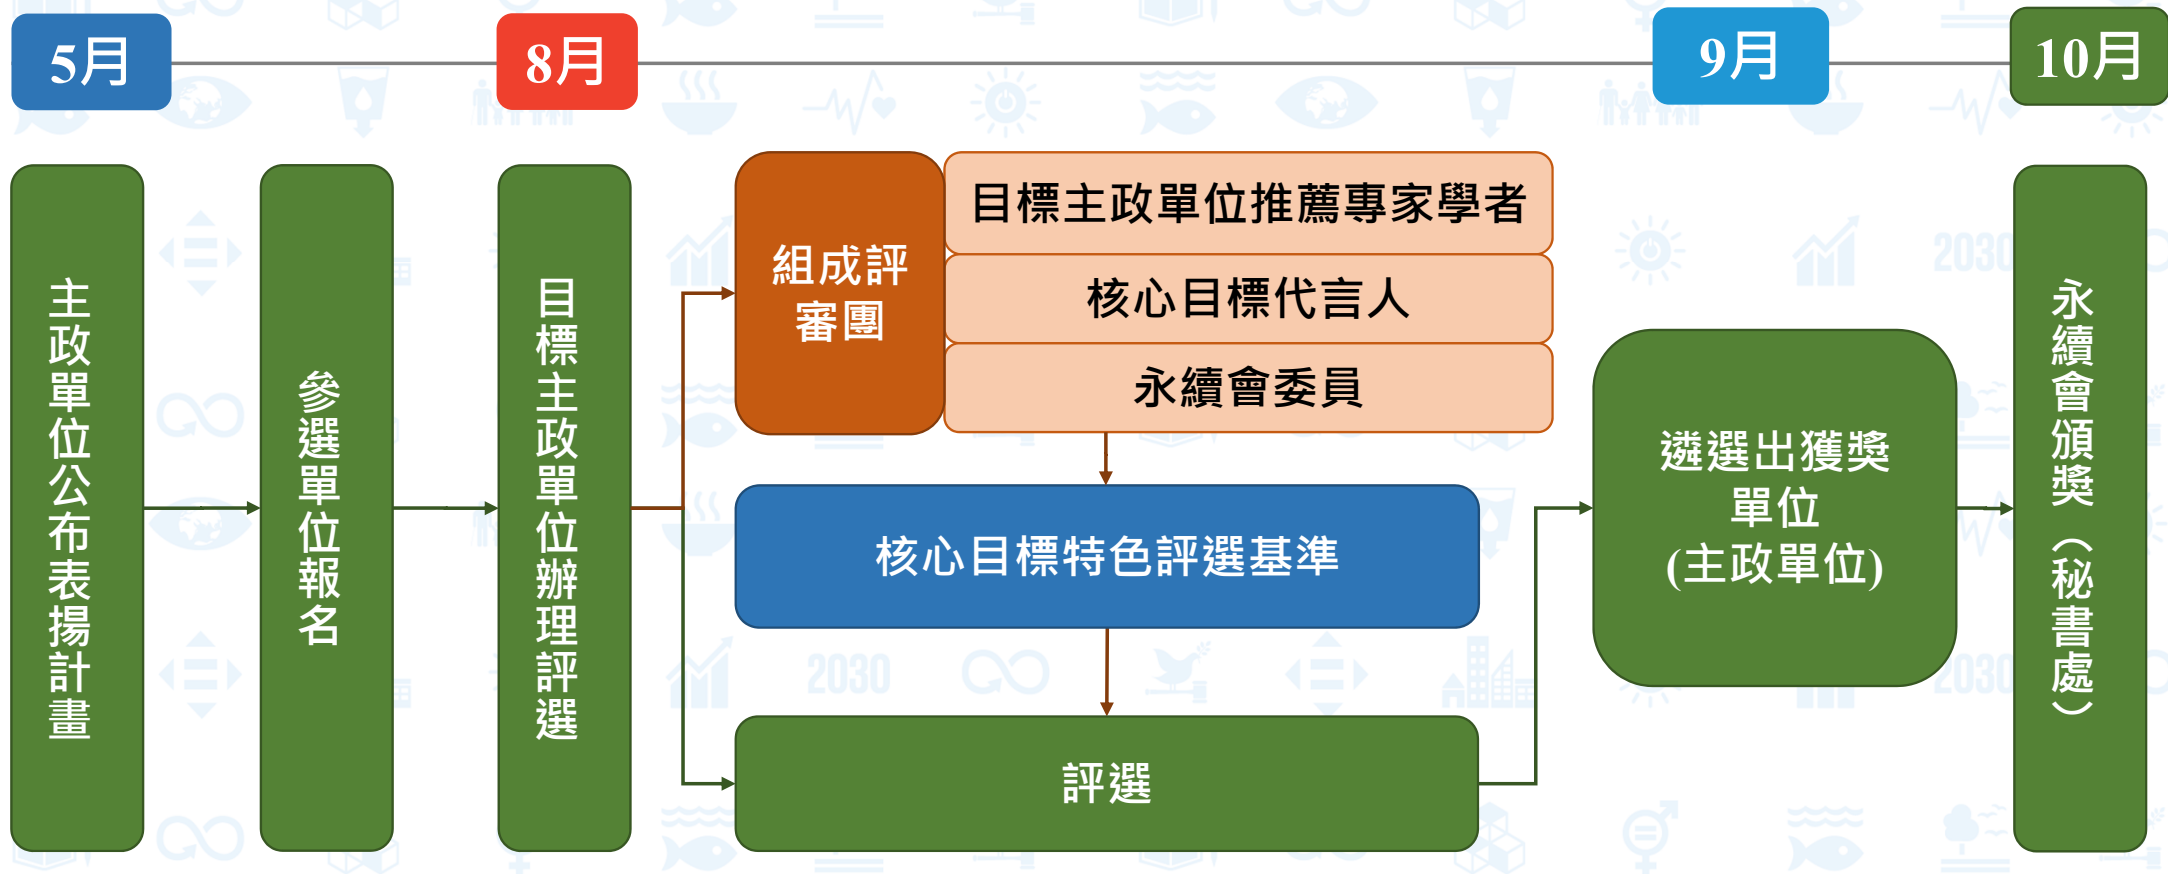 5月
8月
9月
10月
主政單位公布表揚計畫
參選單位報名
目標主政單位辦理評選
組成評
審團
目標主政單位推薦專家學者
核心目標代言人
永續會委員
核心目標特色評選基準
評選
遴選出獲獎
單位
(主政單位)
永續會頒獎（秘書處）
2030
2030
2030